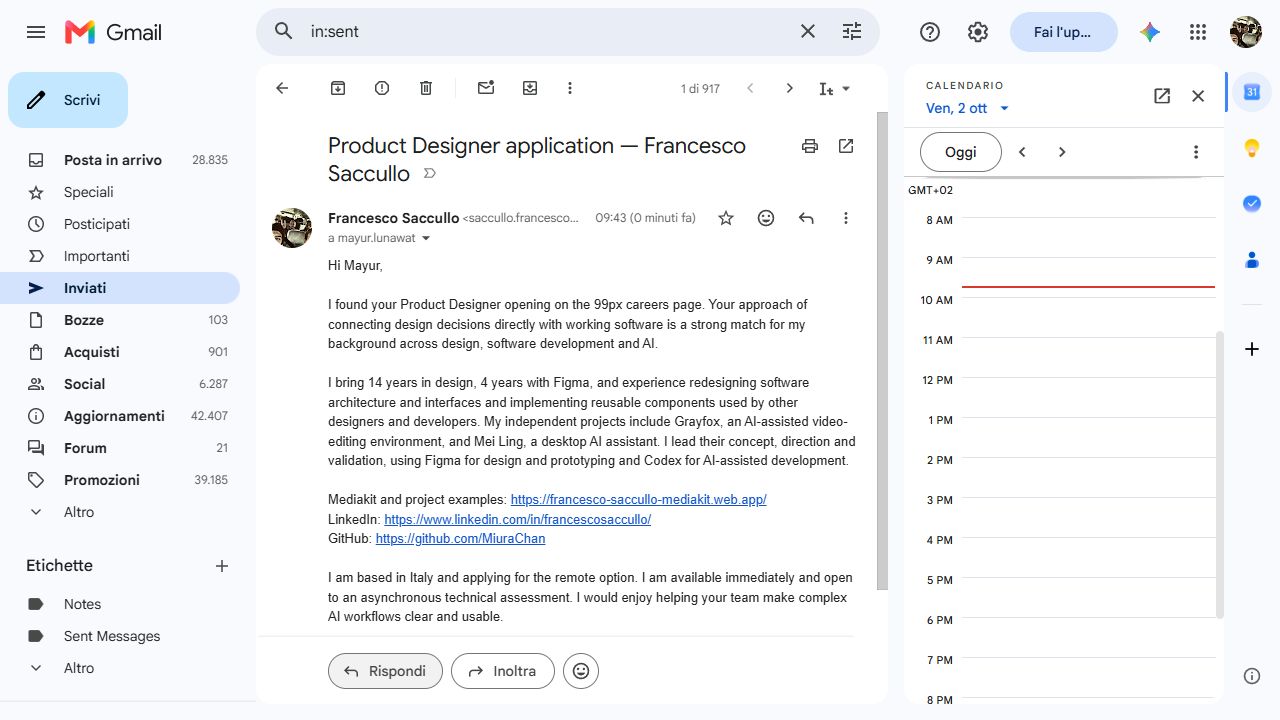 Gmail
in:sent
Fai l'up...
Scrivi
Posta in arrivo 28.835
Speciali
Posticipati
Importanti
Inviati
Bozze 103
Acquisti 901
Social 6.287
Aggiornamenti 42.407
Forum 21
Promozioni 39.185
Altro
Etichette
Notes
Sent Messages
Altro
1 di 917
Product Designer application — Francesco
Saccullo
Francesco Saccullo <saccullo.francesco... 09:43 (0 minuti fa)
a mayur.lunawat
Hi Mayur,
I found your Product Designer opening on the 99px careers page. Your approach of
connecting design decisions directly with working software is a strong match for my
background across design, software development and AI.
I bring 14 years in design, 4 years with Figma, and experience redesigning software
architecture and interfaces and implementing reusable components used by other
designers and developers. My independent projects include Grayfox, an AI-assisted video-
editing environment, and Mei Ling, a desktop AI assistant. I lead their concept, direction and
validation, using Figma for design and prototyping and Codex for AI-assisted development.
Mediakit and project examples: https://francesco-saccullo-mediakit.web.app/
LinkedIn: https://www.linkedin.com/in/francescosaccullo/
GitHub: https://github.com/MiuraChan
I am based in Italy and applying for the remote option. I am available immediately and open
to an asynchronous technical assessment. I would enjoy helping your team make complex
AI workflows clear and usable.
Rispondi
Inoltra
CALENDARIO
Ven, 2 ott
Oggi
GMT+02
8 AM
9 AM
10 AM
11 AM
12 PM
1 PM
2 PM
3 PM
4 PM
5 PM
6 PM
7 PM
8 PM
31